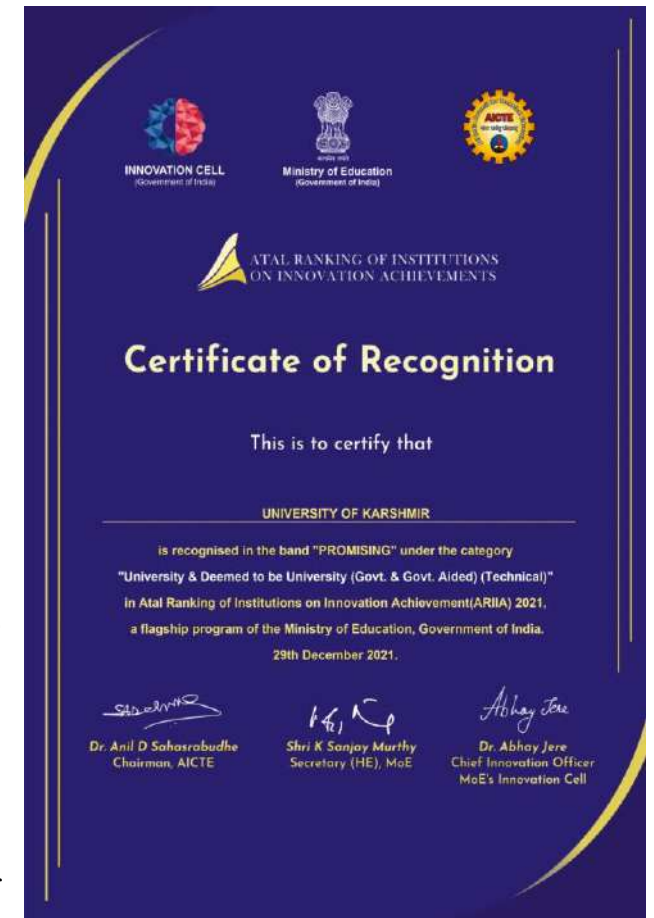 INNOVATION CELL
(Government of India)
Ministry of Education
(Government of India)
AICTE
ATAL RANKING OF INSTITUTIONS
ON INNOVATION ACHIEVEMENTS
Certificate of Recognition
This is to certify that
UNIVERSITY OF KARSHMIR
is recognised in the band "PROMISING" under the category
"University & Deemed to be University (Govt. & Govt. Aided) (Technical)"
in Atal Ranking of Institutions on Innovation Achievement(ARIIA) 2021,
a flagship program of the Ministry of Education, Government of India.
29th December 2021.
Abhay Jere
Dr. Anil D Sahasrabudhe
Chairman, AICTE
Shri K Sanjay Murthy
Secretary (HE), MoE
Dr. Abhay Jere
Chief Innovation Officer
MoE's Innovation Cell